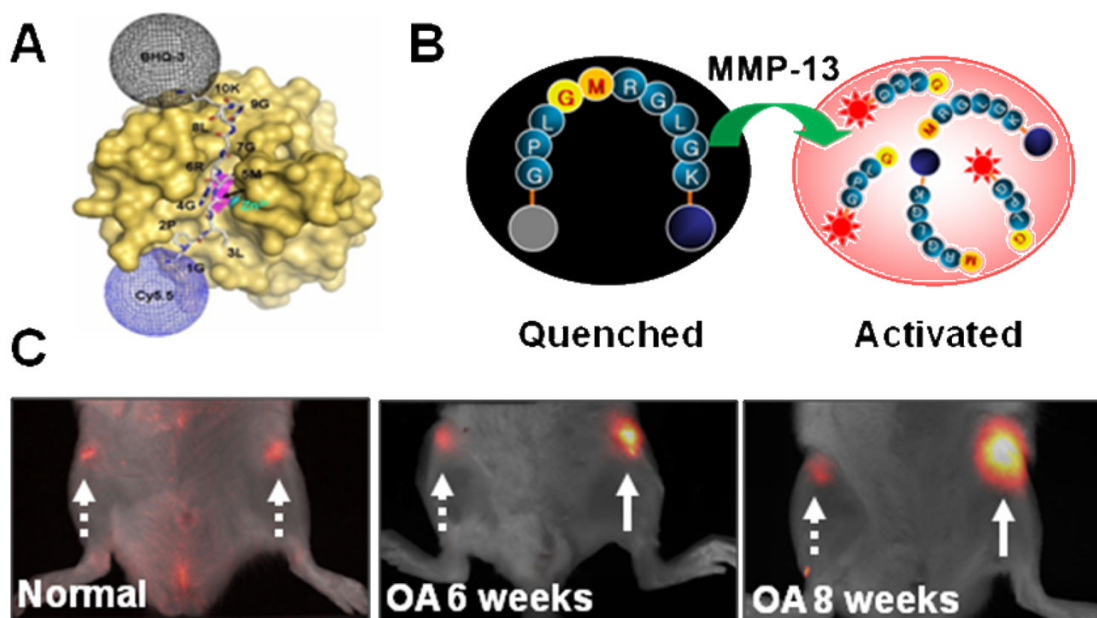 A
BHQ-3
10K
9G
8L
7G
6R
5M
4G
2P
3L
1G
Cy5.5
B
MMP-13
G P L G M R G L G K
G P L G
M R G L G K
G P L G
K G L G R M
G P L G
Quenched
Activated
C
Normal
OA 6 weeks
OA 8 weeks